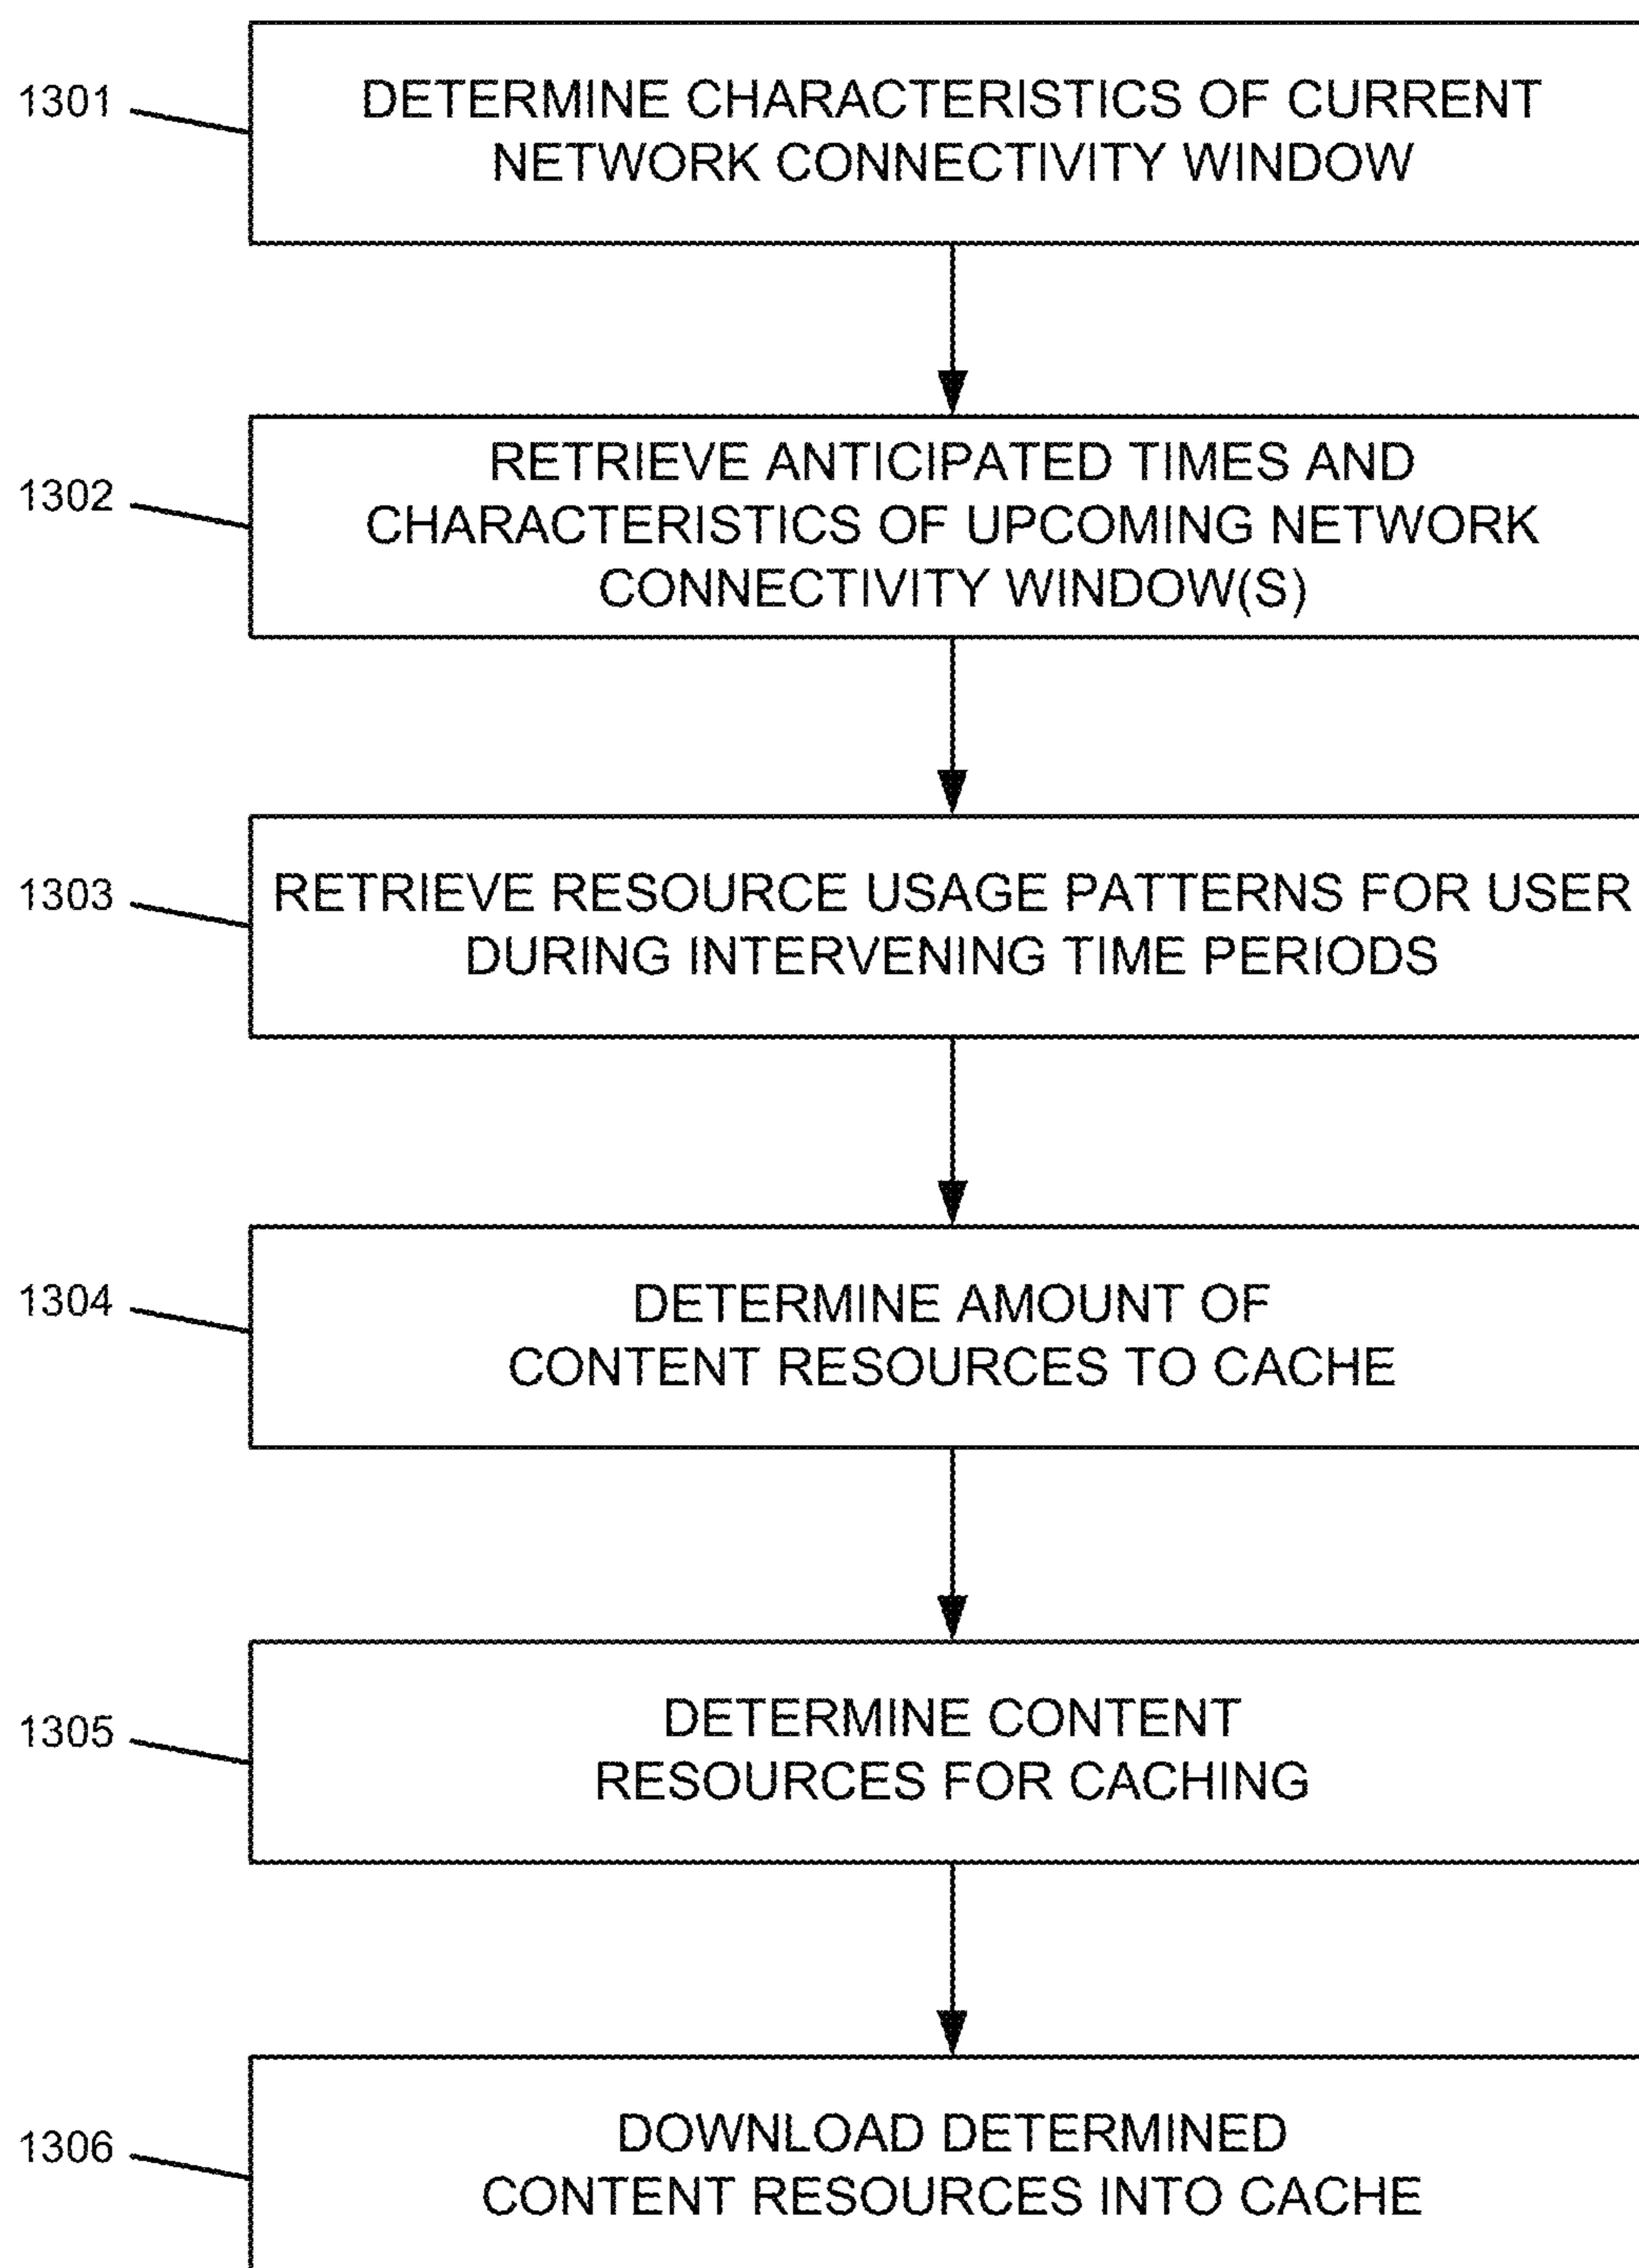 1301
DETERMINE CHARACTERISTICS OF CURRENT
NETWORK CONNECTIVITY WINDOW
1302
RETRIEVE ANTICIPATED TIMES AND
CHARACTERISTICS OF UPCOMING NETWORK
CONNECTIVITY WINDOW(S)
1303
RETRIEVE RESOURCE USAGE PATTERNS FOR USER
DURING INTERVENING TIME PERIODS
1304
DETERMINE AMOUNT OF
CONTENT RESOURCES TO CACHE
1305
DETERMINE CONTENT
RESOURCES FOR CACHING
1306
DOWNLOAD DETERMINED
CONTENT RESOURCES INTO CACHE